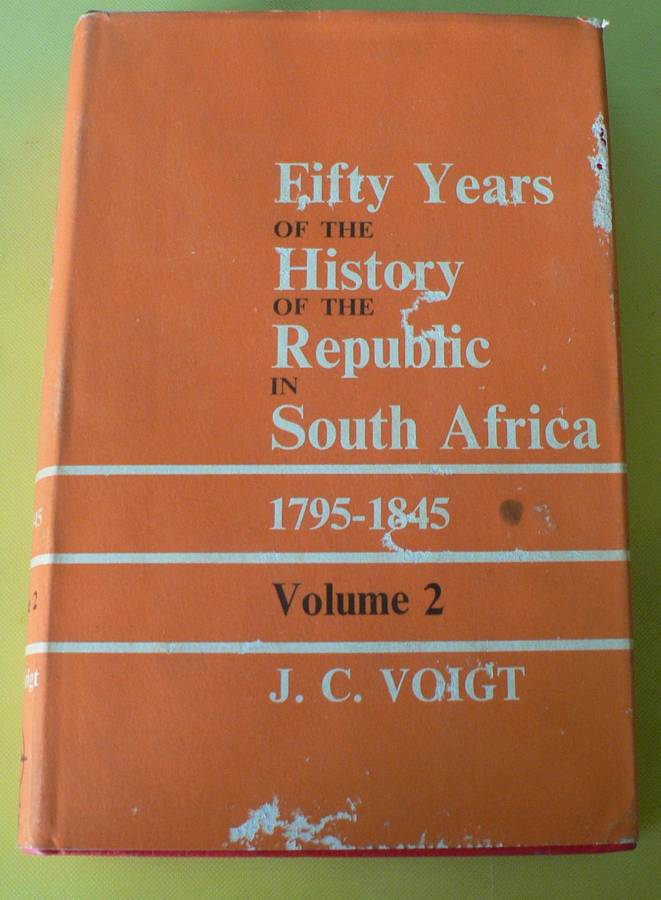 Fifty Years
OF THE
History
OF THE
Republic
IN
South Africa
1795-1845
Volume 2
J. C. VOIGT